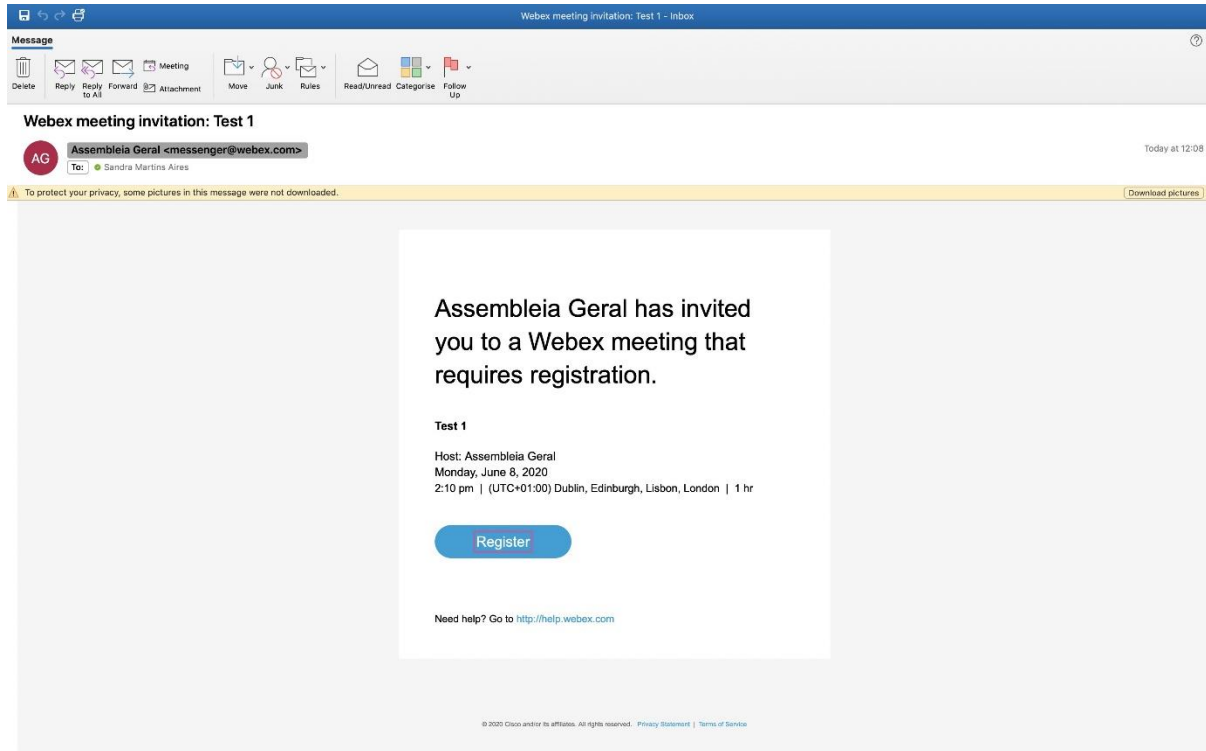 Webex meeting invitation: Test 1 - Inbox
Message
Meeting
Attachment
Delete Reply Reply to All Forward Move Junk Rules Read/Unread Categorise Follow Up
Webex meeting invitation: Test 1
AG
Assembleia Geral <messenger@webex.com>
Today at 12:08
To: Sandra Martins Aires
To protect your privacy, some pictures in this message were not downloaded.
Download pictures
Assembleia Geral has invited
you to a Webex meeting that
requires registration.
Test 1
Host: Assembleia Geral
Monday, June 8, 2020
2:10 pm | (UTC+01:00) Dublin, Edinburgh, Lisbon, London | 1 hr
Register
Need help? Go to http://help.webex.com
© 2020 Cisco and/or its affiliates. All rights reserved. Privacy Statement | Terms of Service